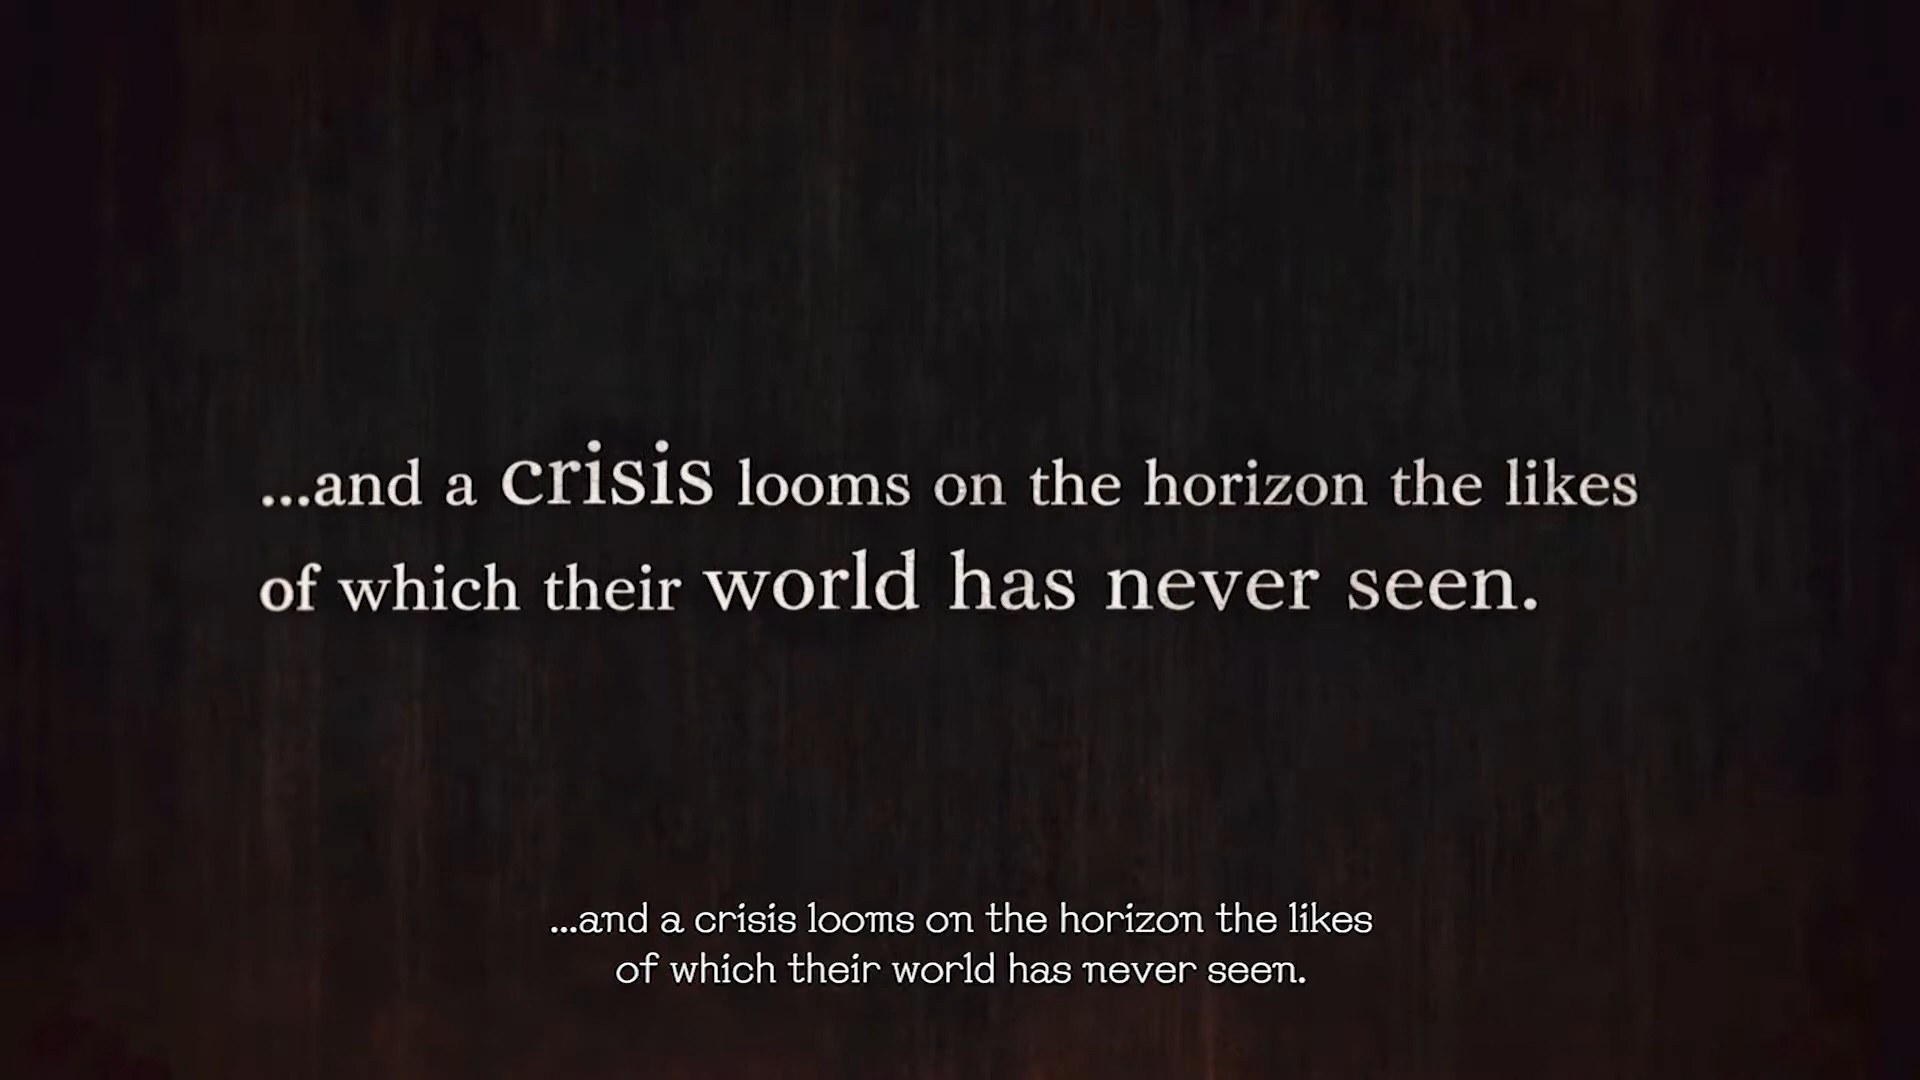 ...and a crisis looms on the horizon the likes
of which their world has never seen.
...and a crisis looms on the horizon the likes
of which their world has never seen.